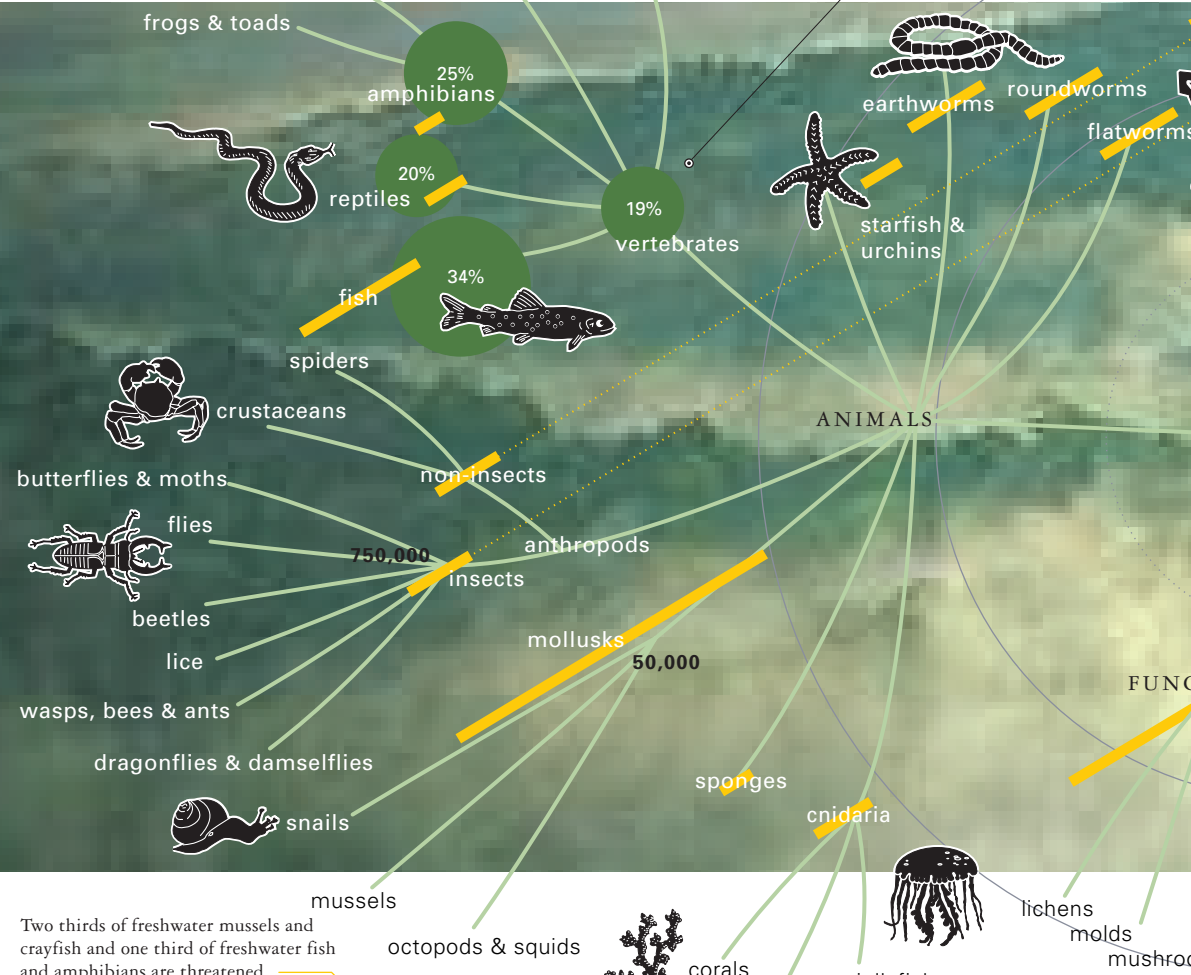 frogs & toads
25%
amphibians
20%
reptiles
19%
vertebrates
34%
fish
earthworms
roundworms
flatworms
starfish &
urchins
spiders
crustaceans
ANIMALS
butterflies & moths
non-insects
flies
anthropods
750,000
insects
beetles
mollusks
lice
50,000
wasps, bees & ants
dragonflies & damselflies
sponges
snails
cnidaria
mussels
lichens
molds
octopods & squids
corals
Two thirds of freshwater mussels and
crayfish and one third of freshwater fish
and amphibians are threatened